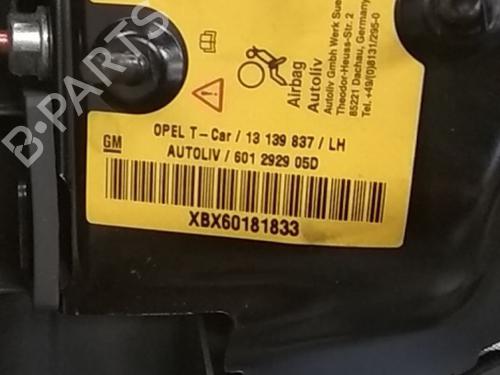 Airbag
Autoliv
Autoliv GmbH Werk Sue
Theodor-Heuss-Str. 2
85221 Dachau, Germany
Tel. +49/(0)8131/295-0
GM
OPEL T-Car / 13 139 837 / LH
AUTOLIV / 601 2929 05D
XBX60181833
B-PARTS